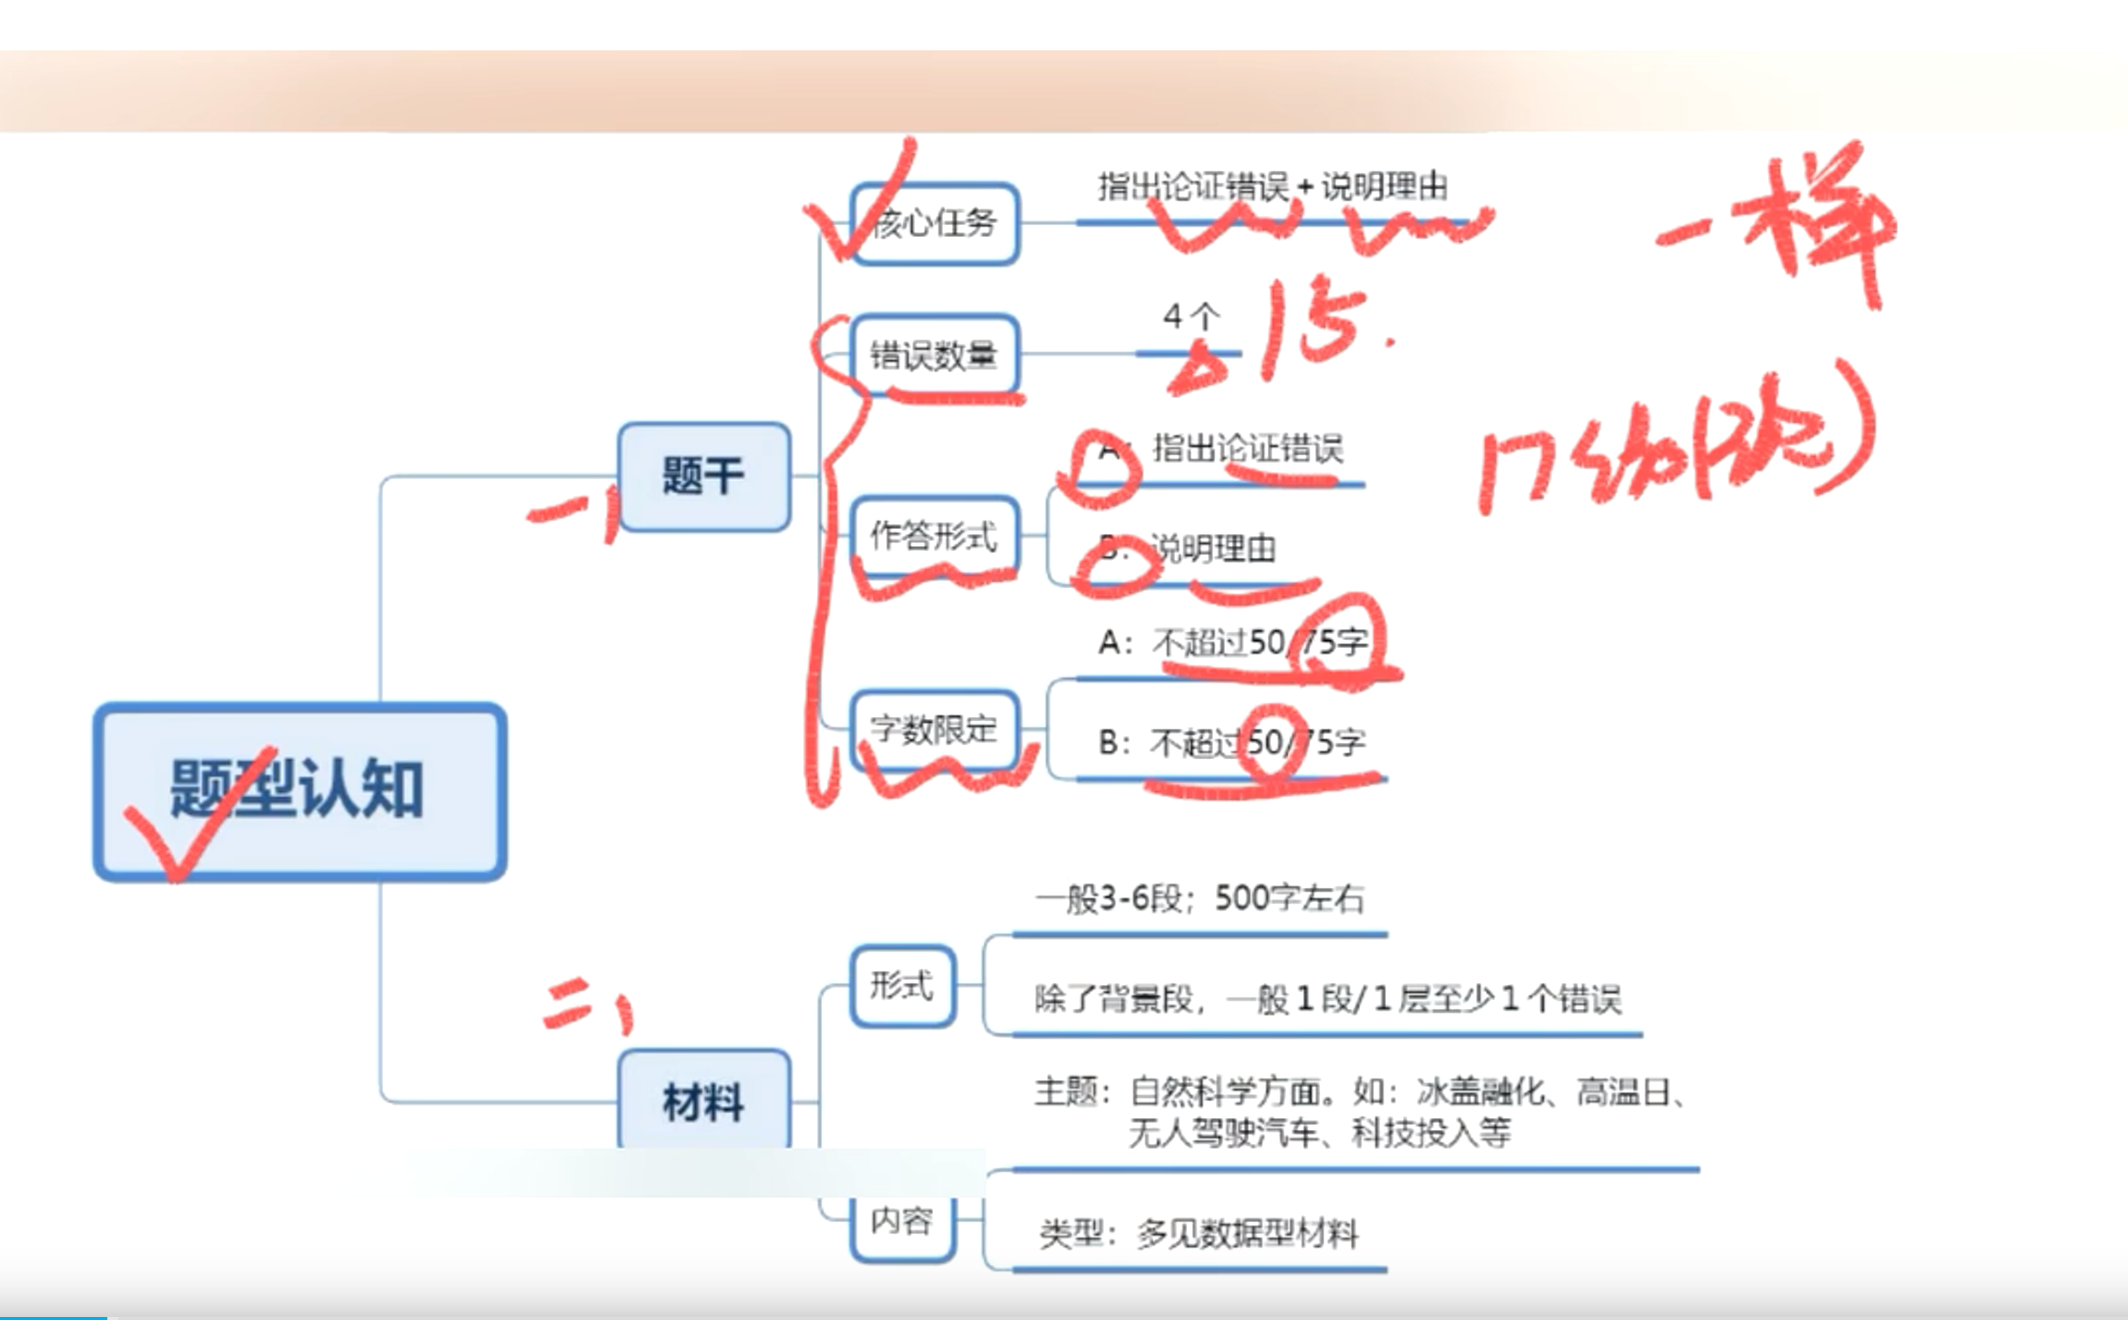 题型认知
一、
题干
核心任务
指出论证错误+说明理由
一样
错误数量
4个
15.
作答形式
A：指出论证错误
B：说明理由
字数限定
A：不超过50/75字
B：不超过50/75字
二、
材料
形式
一般3-6段；500字左右
除了背景段，一般1段/1层至少1个错误
内容
主题：自然科学方面。如：冰盖融化、高温日、
无人驾驶汽车、科技投入等
类型：多见数据型材料